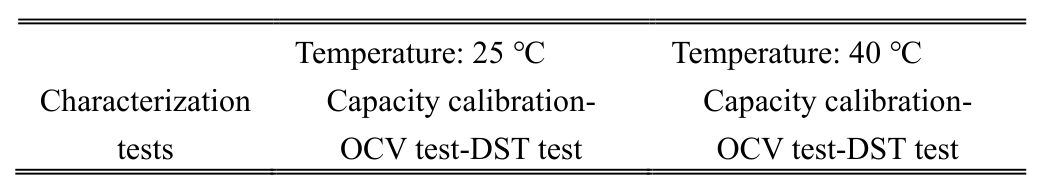 Temperature: 25 ℃ Temperature: 40 ℃
Characterization Capacity calibration- Capacity calibration-
tests OCV test-DST test OCV test-DST test